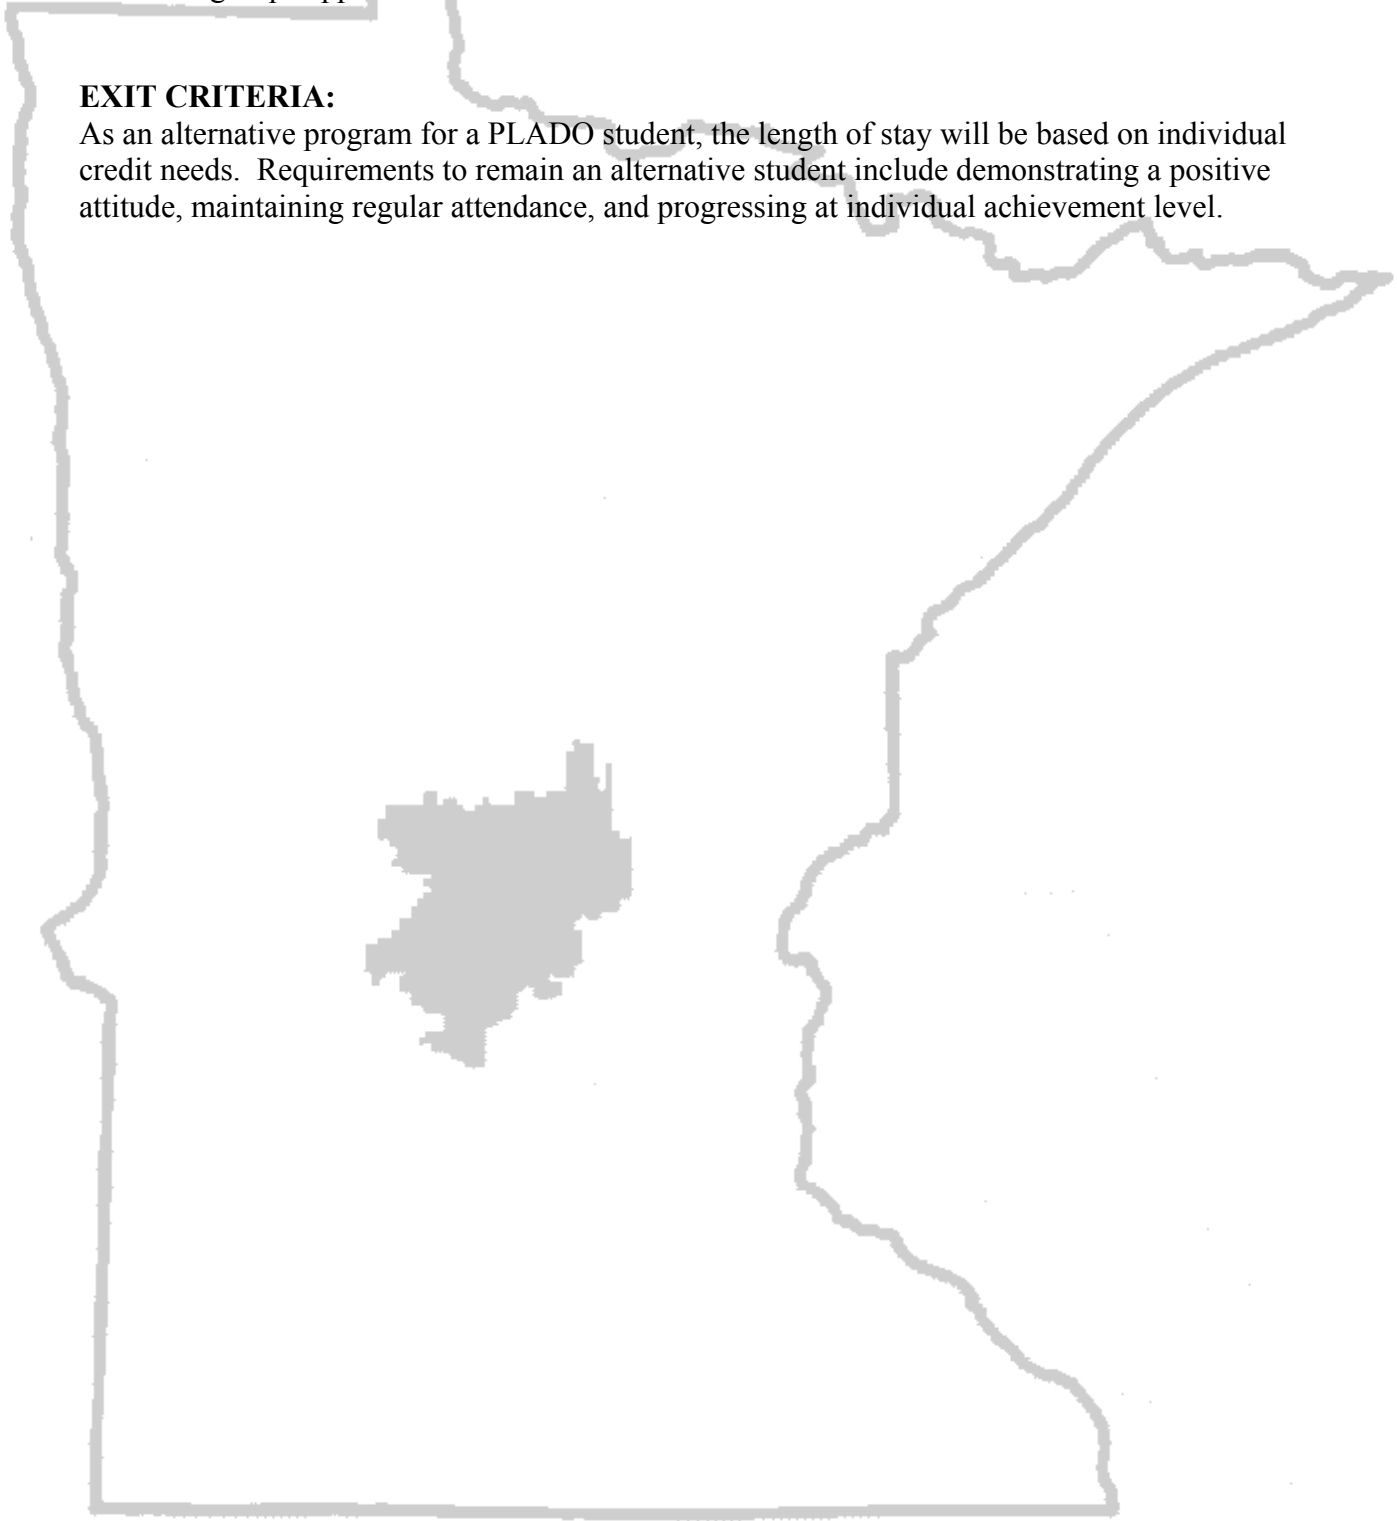 EXIT CRITERIA:
As an alternative program for a PLADO student, the length of stay will be based on individual
credit needs.  Requirements to remain an alternative student include demonstrating a positive
attitude, maintaining regular attendance, and progressing at individual achievement level.